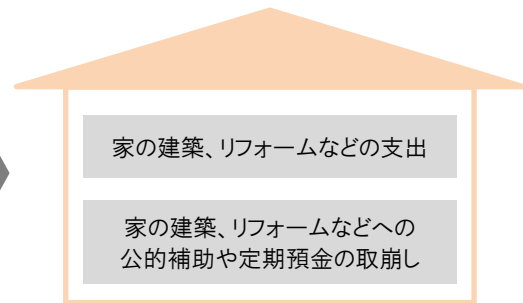 家の建築、リフォームなどの支出
家の建築、リフォームなどへの
公的補助や定期預金の取崩し